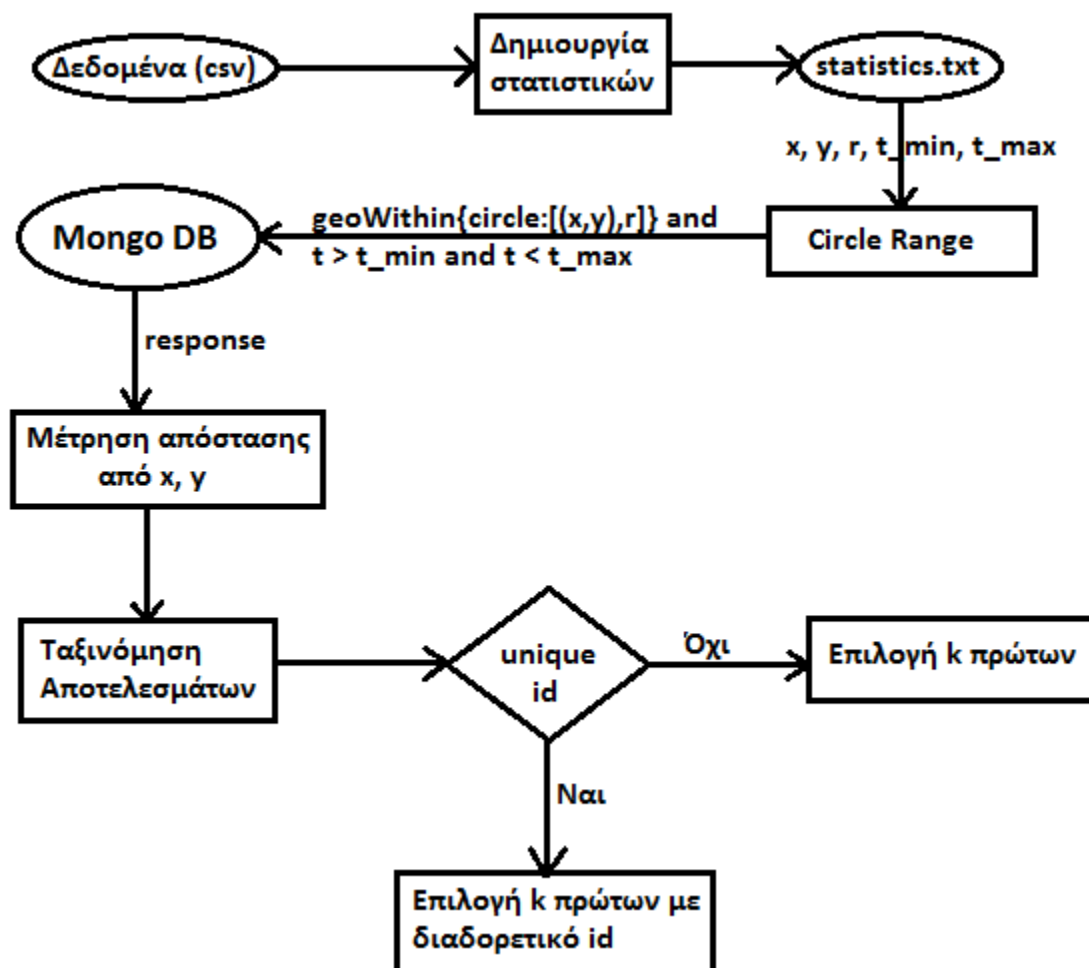 Δεδομένα (csv)
Δημιουργία
στατιστικών
statistics.txt
x, y, r, t_min, t_max
Circle Range
geoWithin{circle:[(x,y),r]} and
t > t_min and t < t_max
Mongo DB
response
Μέτρηση απόστασης
από x, y
Ταξινόμηση
Αποτελεσμάτων
unique
id
Όχι
Επιλογή k πρώτων
Ναι
Επιλογή k πρώτων με
διαδορετικό id